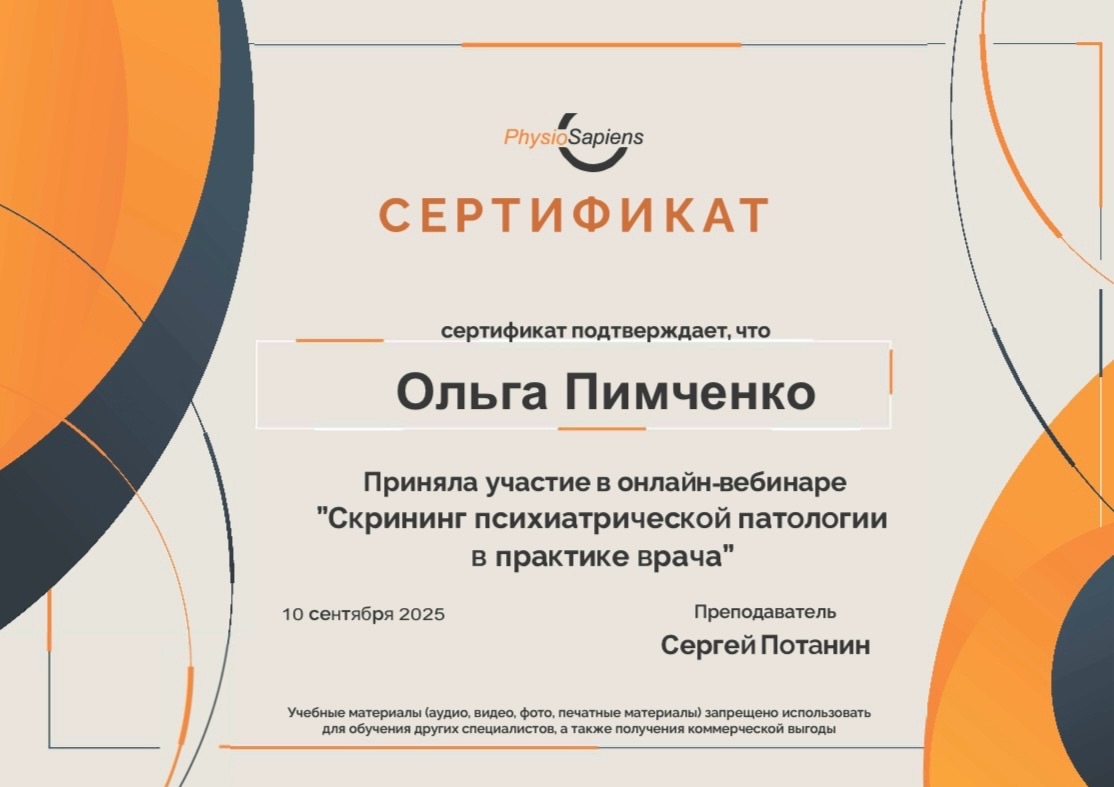 PhysioSapiens
СЕРТИФИКАТ
сертификат подтверждает, что
Ольга Пимченко
Приняла участие в онлайн-вебинаре
"Скрининг психиатрической патологии
в практике врача"
10 сентября 2025
Преподаватель
Сергей Потанин
Учебные материалы (аудио, видео, фото, печатные материалы) запрещено использовать
для обучения других специалистов, а также получения коммерческой выгоды